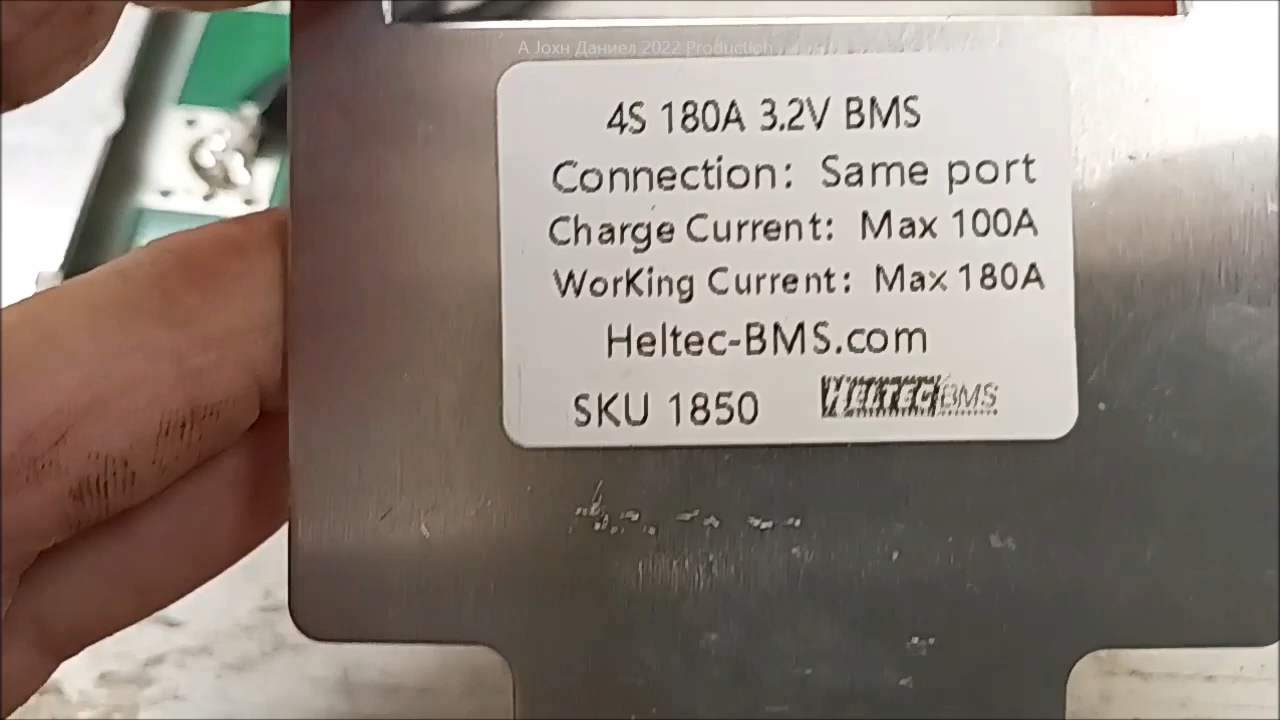 А Јохн Даниел 2022 Production
4S 180A 3.2V BMS
Connection: Same port
Charge Current: Max 100A
WorKing Current: Max 180A
Heltec-BMS.com
SKU 1850 HELTEC BMS